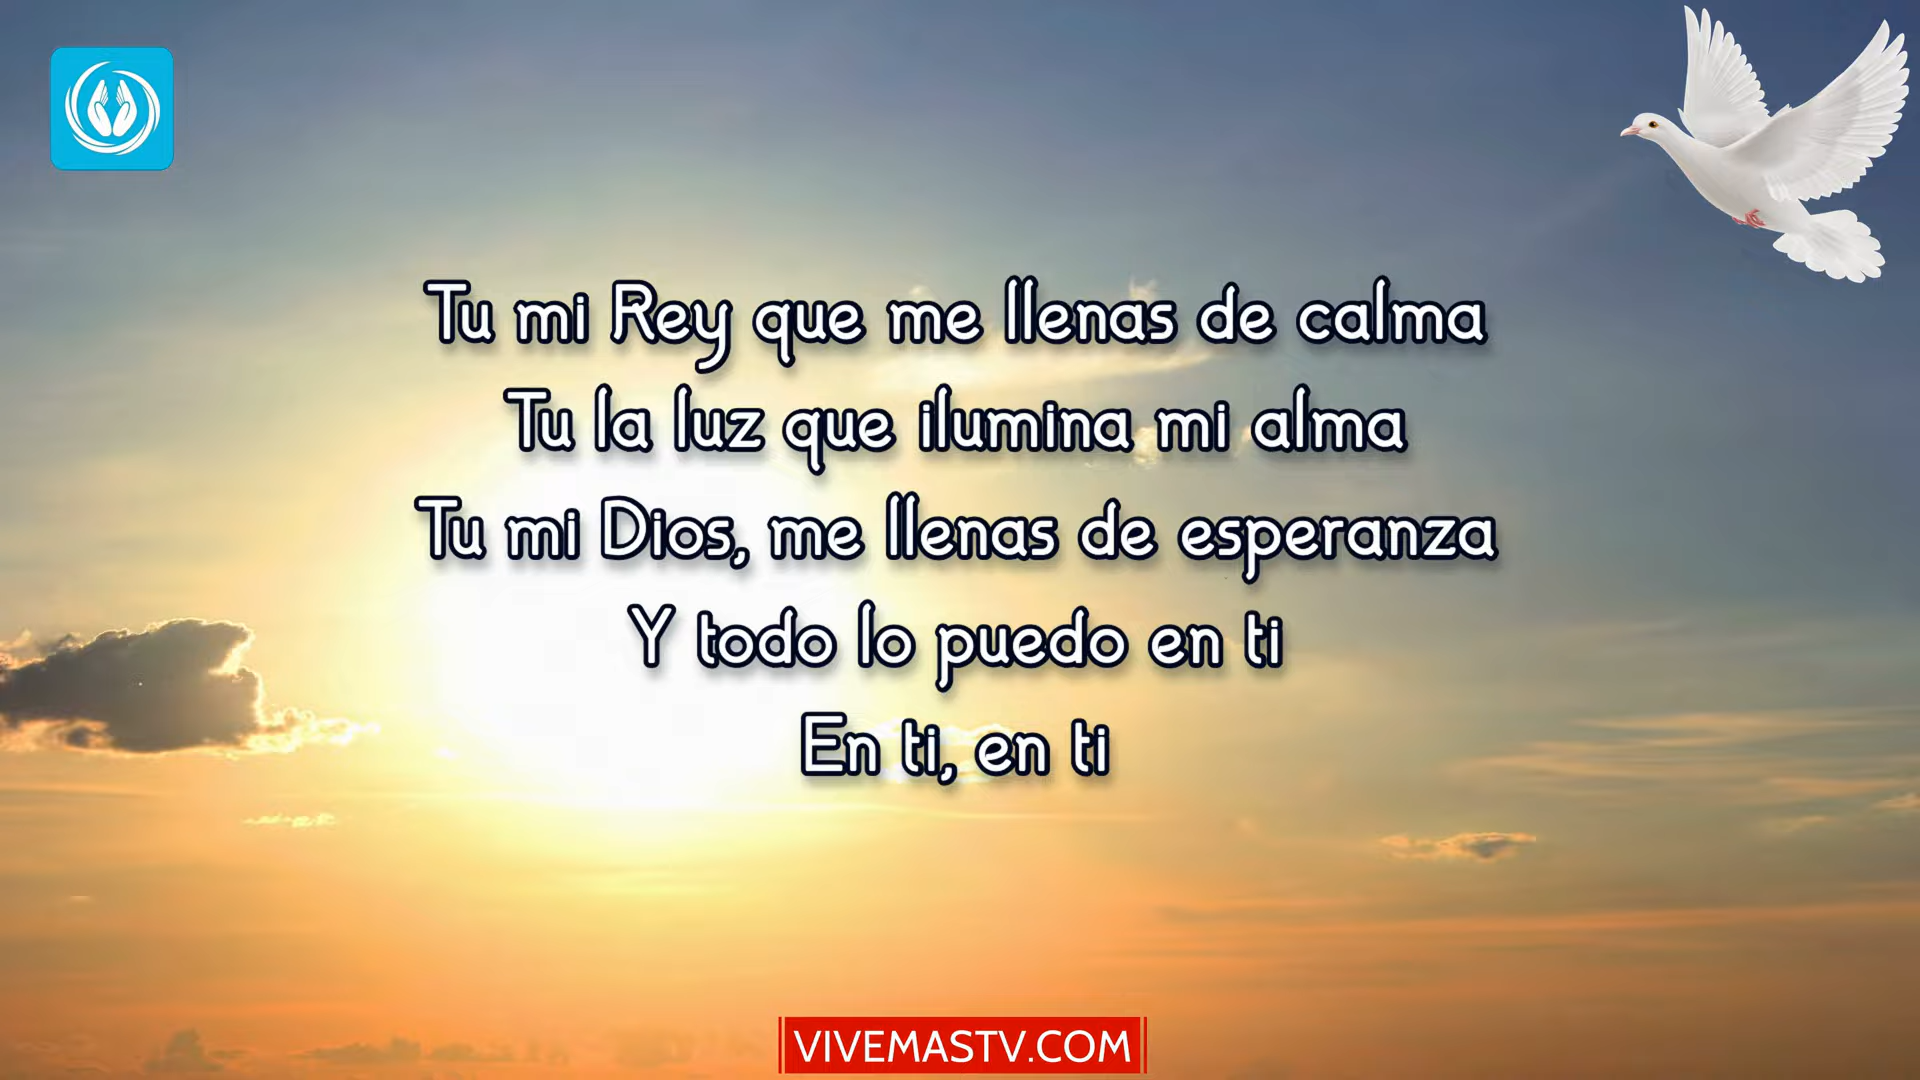 Tu mi Rey que me llenas de calma
Tu la luz que ilumina mi alma
Tu mi Dios, me llenas de esperanza
Y todo lo puedo en ti
En ti, en ti
VIVEMASTV.COM